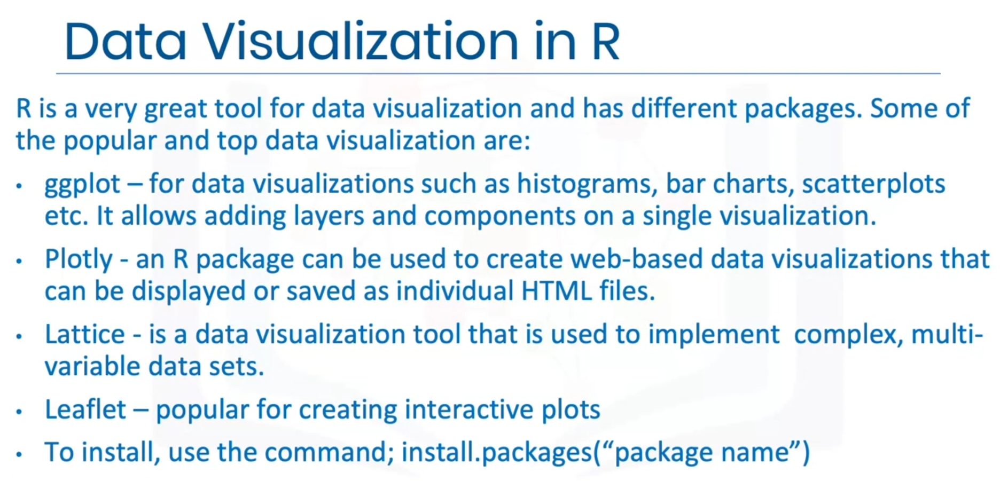 Data Visualization in R
R is a very great tool for data visualization and has different packages. Some of
the popular and top data visualization are:
• ggplot – for data visualizations such as histograms, bar charts, scatterplots
etc. It allows adding layers and components on a single visualization.
• Plotly - an R package can be used to create web-based data visualizations that
can be displayed or saved as individual HTML files.
• Lattice - is a data visualization tool that is used to implement  complex, multi-
variable data sets.
• Leaflet – popular for creating interactive plots
• To install, use the command; install.packages(“package name”)